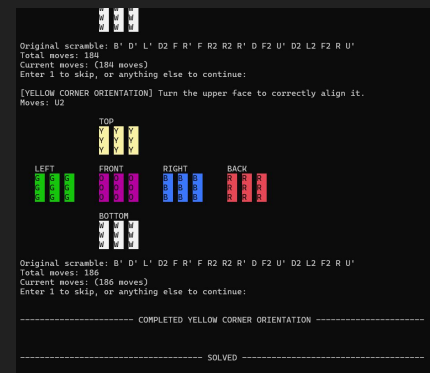 W W W
W W W
Original scramble: B' D' L' D2 F R' F R2 R2 R' D F2 U' D2 L2 F2 R U'
Total moves: 184
Current moves: (184 moves)
Enter 1 to skip, or anything else to continue:
[YELLOW CORNER ORIENTATION] Turn the upper face to correctly align it.
Moves: U2
TOP
Y Y Y
Y Y Y
Y Y Y
LEFT FRONT RIGHT BACK
G G G O O O B B B R R R
G G G O O O B B B R R R
G G G O O O B B B R R R
BOTTOM
W W W
W W W
W W W
Original scramble: B' D' L' D2 F R' F R2 R2 R' D F2 U' D2 L2 F2 R U'
Total moves: 186
Current moves: (186 moves)
Enter 1 to skip, or anything else to continue:
---------------------- COMPLETED YELLOW CORNER ORIENTATION ---------------------
----------------------------------- SOLVED -----------------------------------